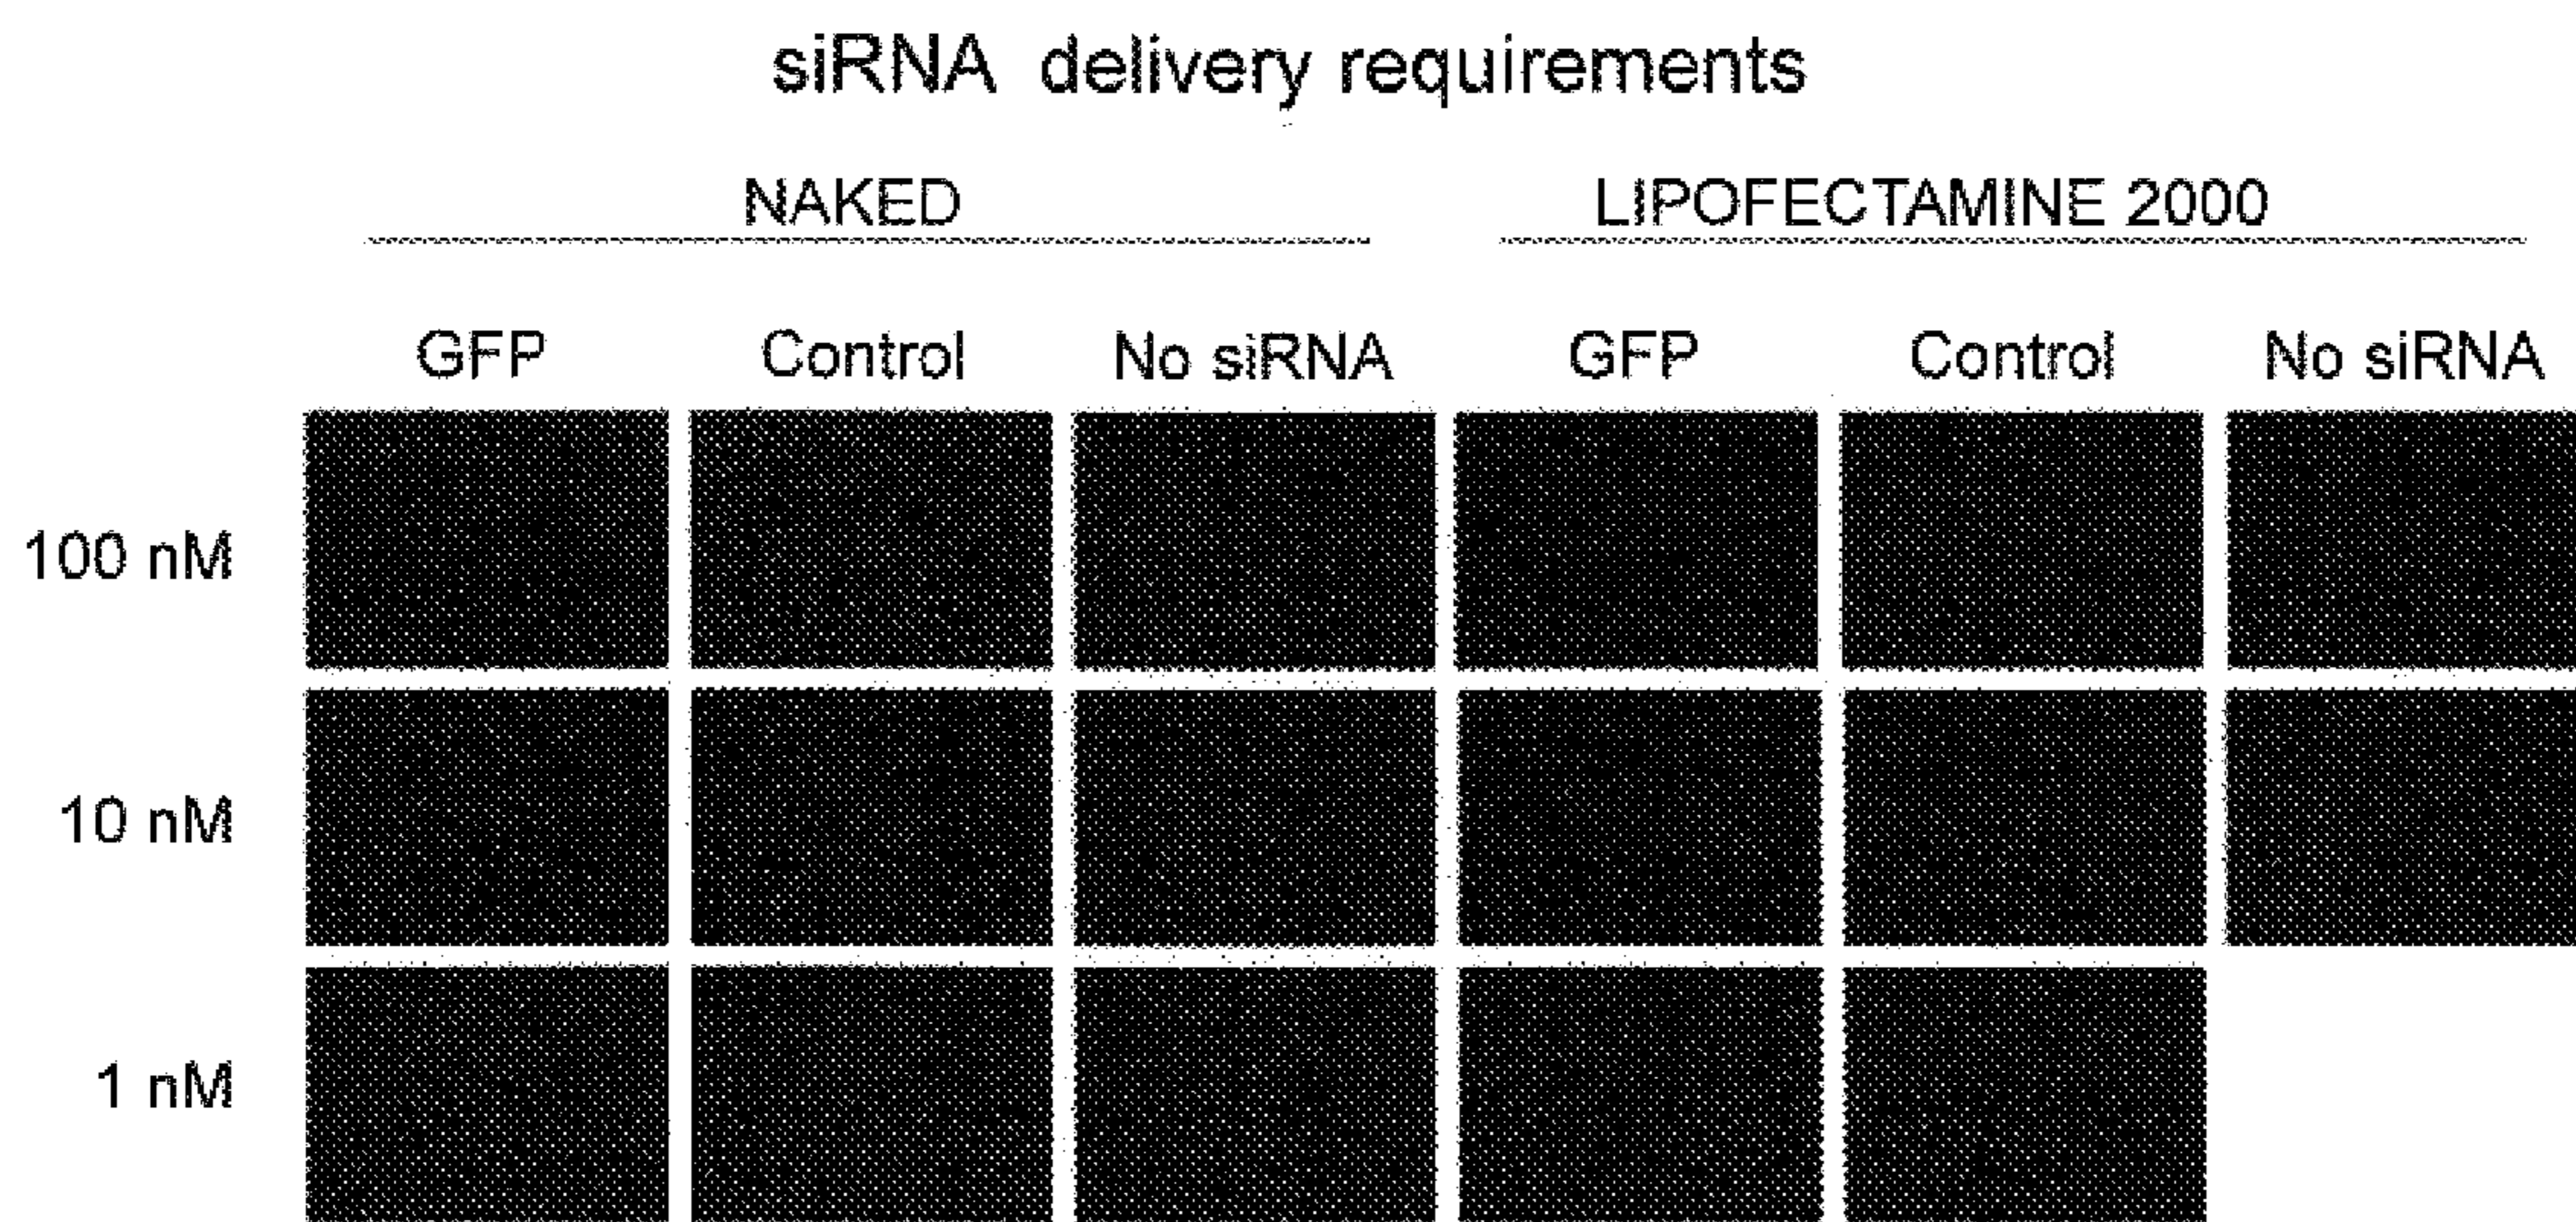 siRNA delivery requirements
NAKED LIPOFECTAMINE 2000
GFP Control No siRNA GFP Control No siRNA
100 nM
10 nM
1 nM